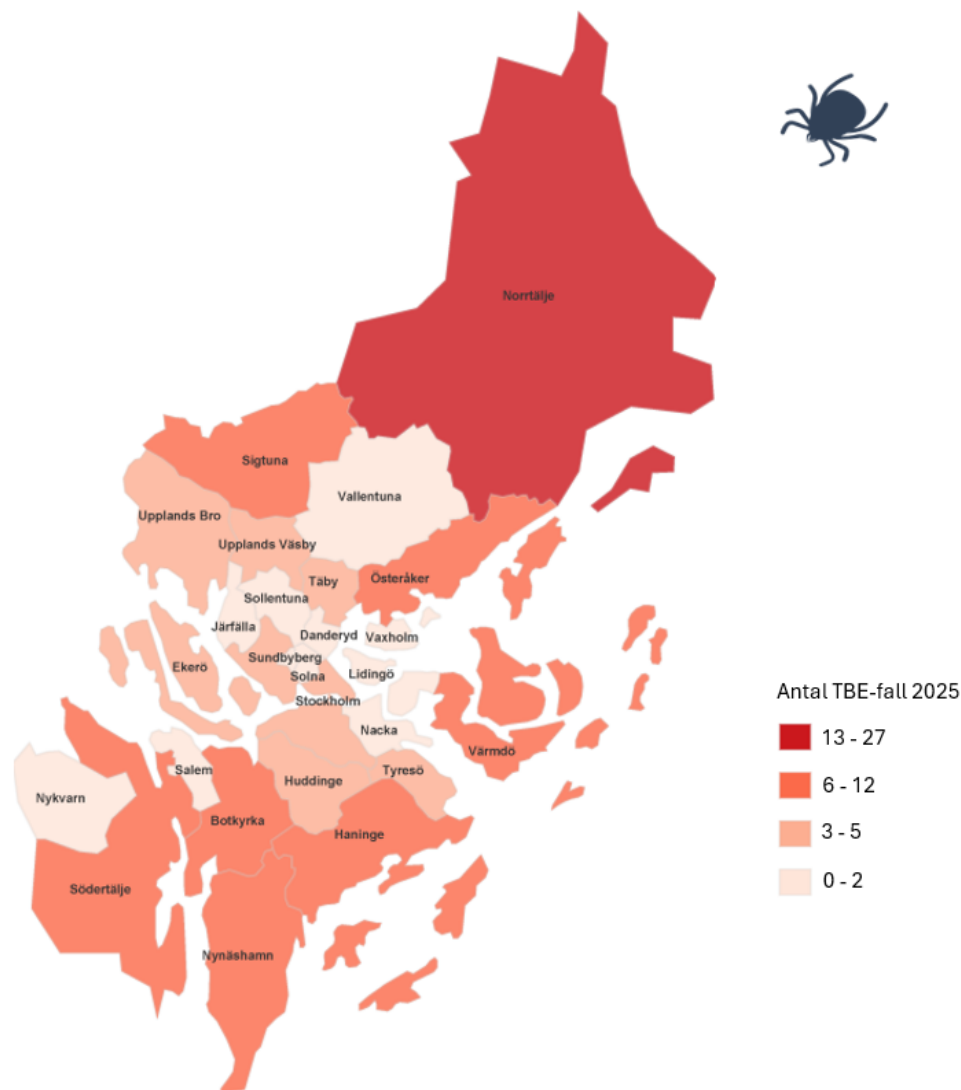 Norrtälje
Sigtuna
Vallentuna
Upplands Bro
Upplands Väsby
Täby
Österåker
Sollentuna
Järfälla
Danderyd
Vaxholm
Sundbyberg
Ekerö
Solna
Lidingö
Stockholm
Nacka
Värmdö
Salem
Tyresö
Huddinge
Nykvarn
Botkyrka
Haninge
Södertälje
Nynäshamn
Antal TBE-fall 2025
13 - 27
6 - 12
3 - 5
0 - 2